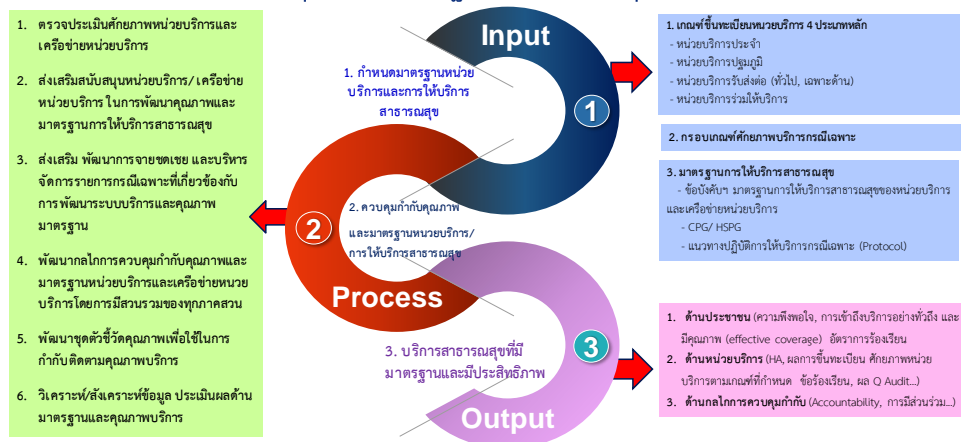 1. ตรวจประเมินศักยภาพหน่วยบริการและ
เครือข่ายหน่วยบริการ
2. ส่งเสริมสนับสนุนหน่วยบริการ/ เครือข่าย
หน่วยบริการ ในการพัฒนาคุณภาพและ
มาตรฐานการให้บริการสาธารณสุข
3. ส่งเสริม พัฒนาการจายชดเชย และบริหาร
จัดการรายการกรณีเฉพาะที่เกี่ยวข้องกับ
การพัฒนาระบบบริการและคุณภาพ
มาตรฐาน
4. พัฒนากลไกการควบคุมกำกับคุณภาพและ
มาตรฐานหน่วยบริการและเครือข่ายหนวย
บริการโดยการมีสวนรวมของทุกภาคสวน
5. พัฒนาชุดตัวชี้วัดคุณภาพเพื่อใช้ในการ
กำกับติดตามคุณภาพบริการ
6. วิเคราะห์/สังเคราะห์ข้อมูล ประเมินผลด้าน
มาตรฐานและคุณภาพบริการ
Input
1. กำหนดมาตรฐานหน่วย
บริการและการให้บริการ
สาธารณสุข
1
2. ควบคุมกำกับคุณภาพ
และมาตรฐานหนวยบริการ/
การให้บริการสาธารณสุข
2
Process
3. บริการสาธารณสุขที่มี
มาตรฐานและมีประสิทธิภาพ
3
Output
1. เกณฑ์ขึ้นทะเบียนหนวยบริการ 4 ประเภทหลัก
- หน่วยบริการประจำ
- หน่วยบริการปฐมภูมิ
- หน่วยบริการรับส่งต่อ (ทั่วไป, เฉพาะด้าน)
- หน่วยบริการร่วมให้บริการ
2. กรอบเกณฑ์ศักยภาพบริการกรณีเฉพาะ
3. มาตรฐานการให้บริการสาธารณสุข
- ข้อบังคับฯ มาตรฐานการให้บริการสาธารณสุขของหน่วยบริการ
และเครือข่ายหน่วยบริการ
- CPG/ HSPG
- แนวทางปฏิบัติการให้บริการกรณีเฉพาะ (Protocol)
1. ด้านประชาชน (ความพึงพอใจ, การเข้าถึงบริการอย่างทั่วถึง และ
มีคุณภาพ (effective coverage) อัตราการร้องเรียน
2. ด้านหน่วยบริการ (HA, ผลการขึ้นทะเบียน ศักยภาพหน่วย
บริการตามเกณฑ์ที่กำหนด ข้อร้องเรียน, ผล Q Audit...)
3. ด้านกลไกการควบคุมกำกับ (Accountability, การมีส่วนร่วม...)